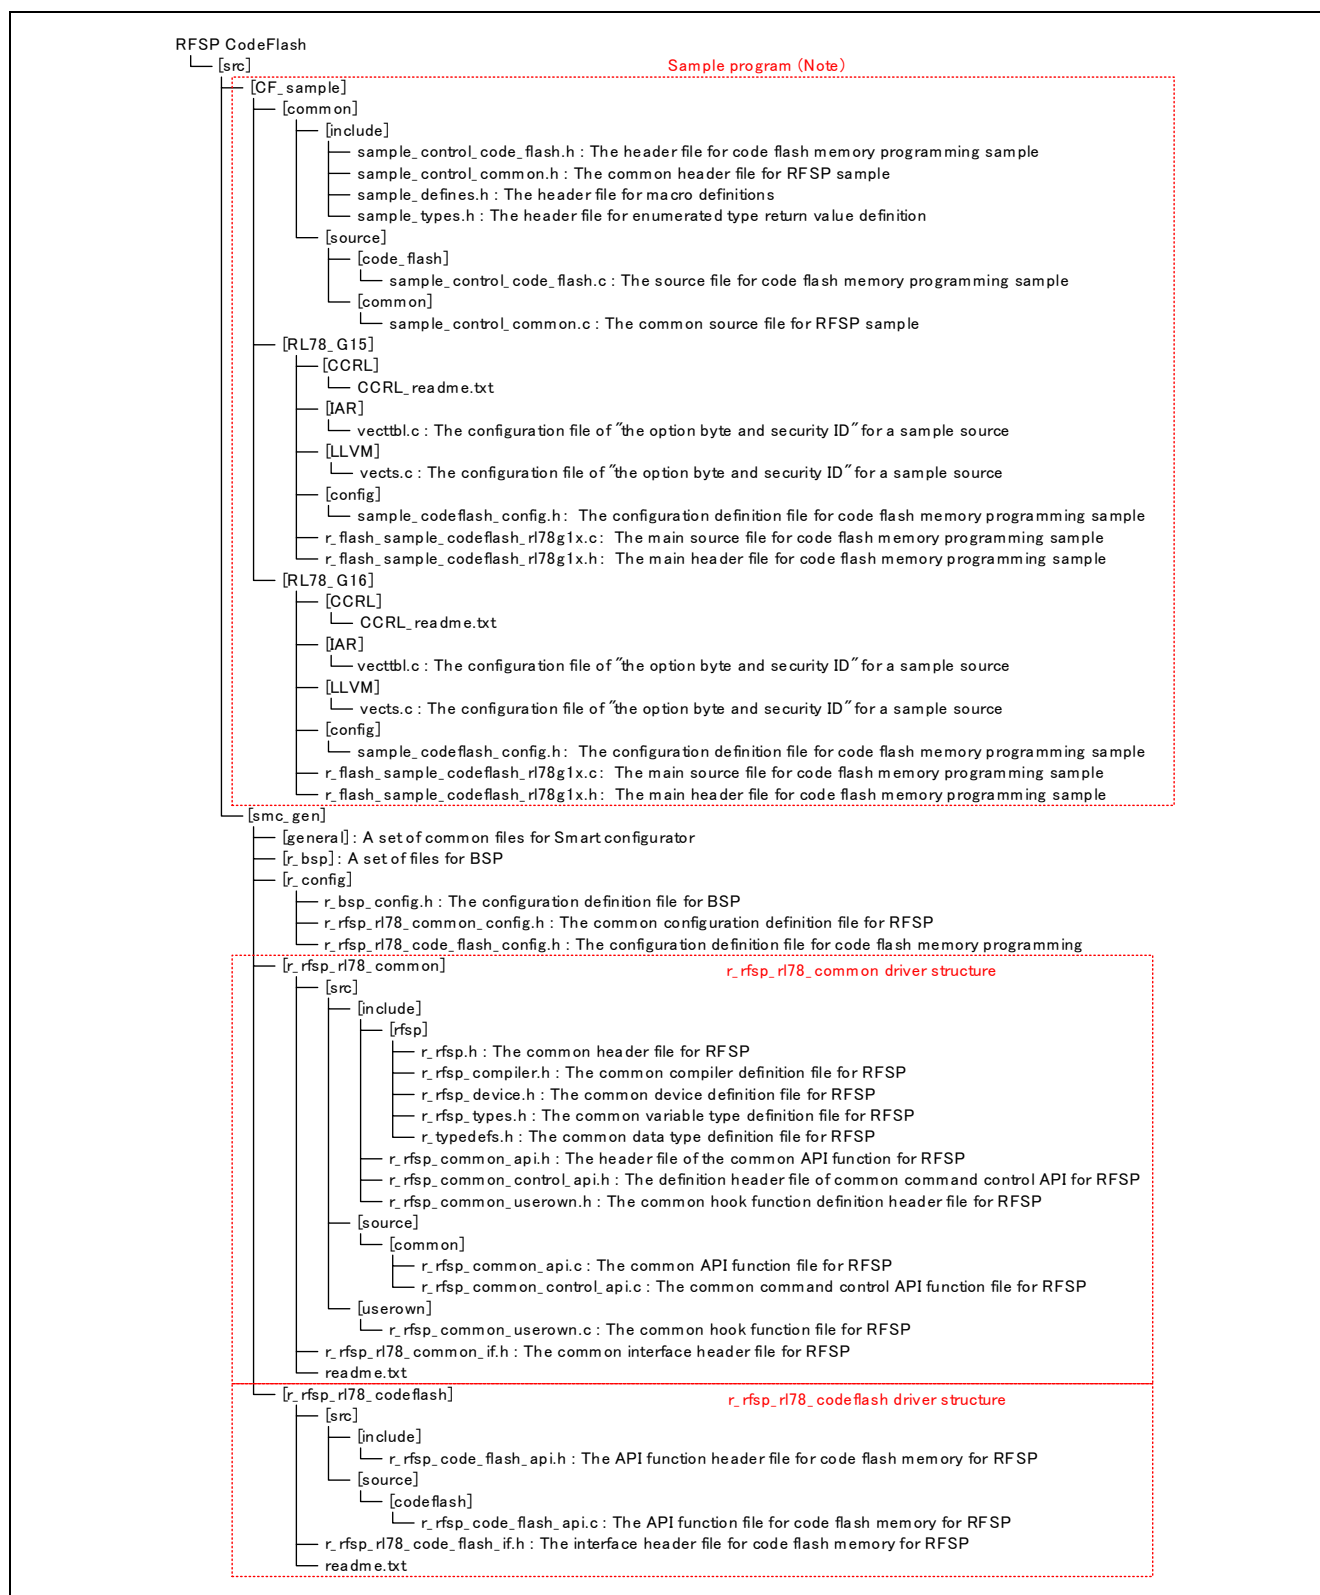 RFSP CodeFlash
[src]
Sample program (Note)
[CF_sample]
[common]
[include]
sample_control_code_flash.h : The header file for code flash memory programming sample
sample_control_common.h : The common header file for RFSP sample
sample_defines.h : The header file for macro definitions
sample_types.h : The header file for enumerated type return value definition
[source]
[code_flash]
sample_control_code_flash.c : The source file for code flash memory programming sample
[common]
sample_control_common.c : The common source file for RFSP sample
[RL78_G15]
[CCRL]
CCRL_readme.txt
[IAR]
vecttbl.c : The configuration file of "the option byte and security ID" for a sample source
[LLVM]
vects.c : The configuration file of "the option byte and security ID" for a sample source
[config]
sample_codeflash_config.h : The configuration definition file for code flash memory programming sample
r_flash_sample_codeflash_rl78g1x.c : The main source file for code flash memory programming sample
r_flash_sample_codeflash_rl78g1x.h : The main header file for code flash memory programming sample
[RL78_G16]
[CCRL]
CCRL_readme.txt
[IAR]
vecttbl.c : The configuration file of "the option byte and security ID" for a sample source
[LLVM]
vects.c : The configuration file of "the option byte and security ID" for a sample source
[config]
sample_codeflash_config.h : The configuration definition file for code flash memory programming sample
r_flash_sample_codeflash_rl78g1x.c : The main source file for code flash memory programming sample
r_flash_sample_codeflash_rl78g1x.h : The main header file for code flash memory programming sample
[smc_gen]
[general] : A set of common files for Smart configurator
[r_bsp] : A set of files for BSP
[r_config]
r_bsp_config.h : The configuration definition file for BSP
r_rfsp_rl78_common_config.h : The common configuration definition file for RFSP
r_rfsp_rl78_code_flash_config.h : The configuration definition file for code flash memory programming
[r_rfsp_rl78_common]
r_rfsp_rl78_common driver structure
[src]
[include]
[rfsp]
r_rfsp.h : The common header file for RFSP
r_rfsp_compiler.h : The common compiler definition file for RFSP
r_rfsp_device.h : The common device definition file for RFSP
r_rfsp_types.h : The common variable type definition file for RFSP
r_typedefs.h : The common data type definition file for RFSP
r_rfsp_common_api.h : The header file of the common API function for RFSP
r_rfsp_common_control_api.h : The definition header file of common command control API for RFSP
r_rfsp_common_userown.h : The common hook function definition header file for RFSP
[source]
[common]
r_rfsp_common_api.c : The common API function file for RFSP
r_rfsp_common_control_api.c : The common command control API function file for RFSP
[userown]
r_rfsp_common_userown.c : The common hook function file for RFSP
r_rfsp_rl78_common_if.h : The common interface header file for RFSP
readme.txt
[r_rfsp_rl78_codeflash]
r_rfsp_rl78_codeflash driver structure
[src]
[include]
r_rfsp_code_flash_api.h : The API function header file for code flash memory for RFSP
[source]
[codeflash]
r_rfsp_code_flash_api.c : The API function file for code flash memory for RFSP
r_rfsp_rl78_code_flash_if.h : The interface header file for code flash memory for RFSP
readme.txt